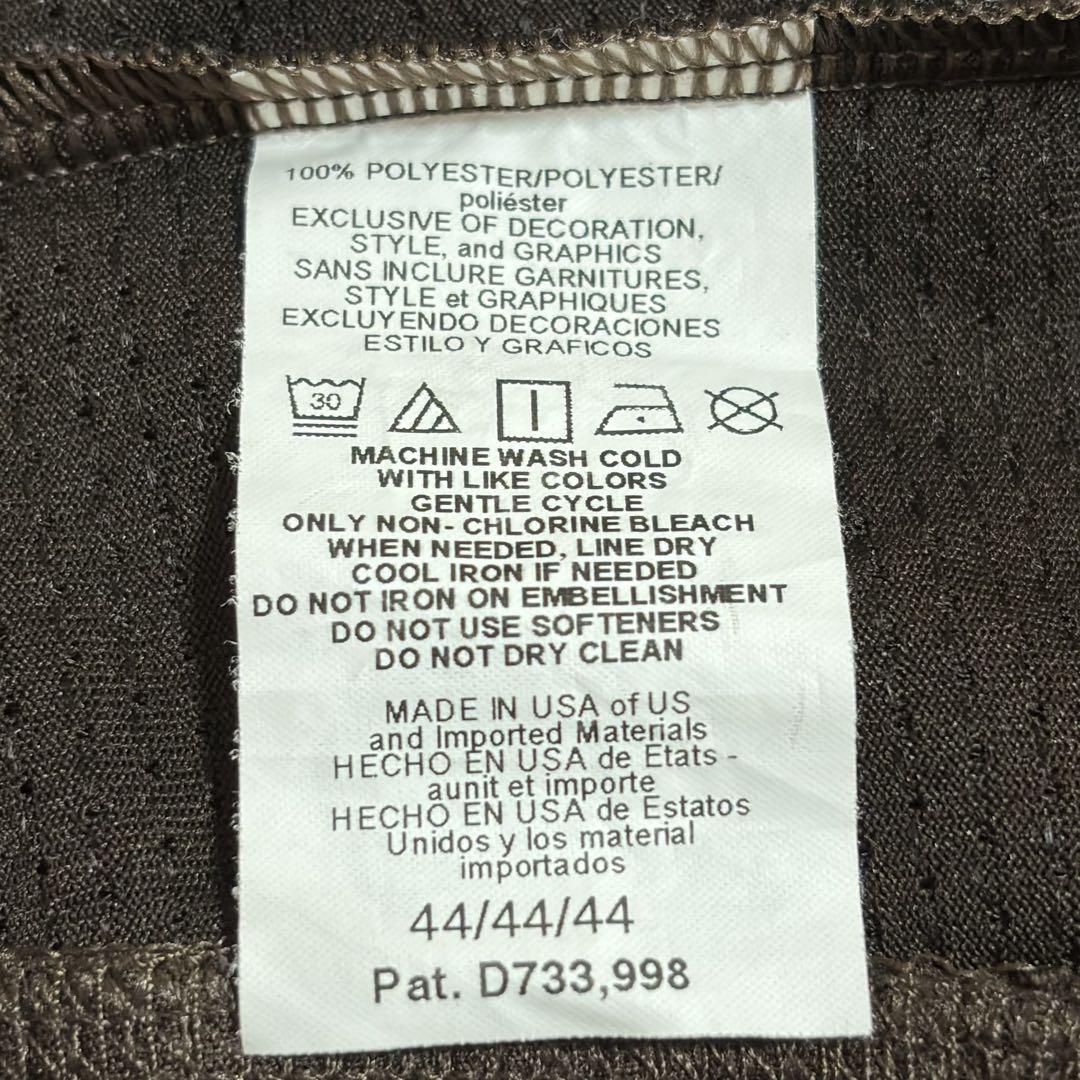 100% POLYESTER/POLYESTER/
poliéster
EXCLUSIVE OF DECORATION,
STYLE, and GRAPHICS
SANS INCLURE GARNITURES,
STYLE et GRAPHIQUES
EXCLUYENDO DECORACIONES
ESTILO Y GRAFICOS
30
MACHINE WASH COLD
WITH LIKE COLORS
GENTLE CYCLE
ONLY NON- CHLORINE BLEACH
WHEN NEEDED, LINE DRY
COOL IRON IF NEEDED
DO NOT IRON ON EMBELLISHMENT
DO NOT USE SOFTENERS
DO NOT DRY CLEAN
MADE IN USA of US
and Imported Materials
HECHO EN USA de Etats -
aunit et importe
HECHO EN USA de Estatos
Unidos y los material
importados
44/44/44
Pat. D733,998